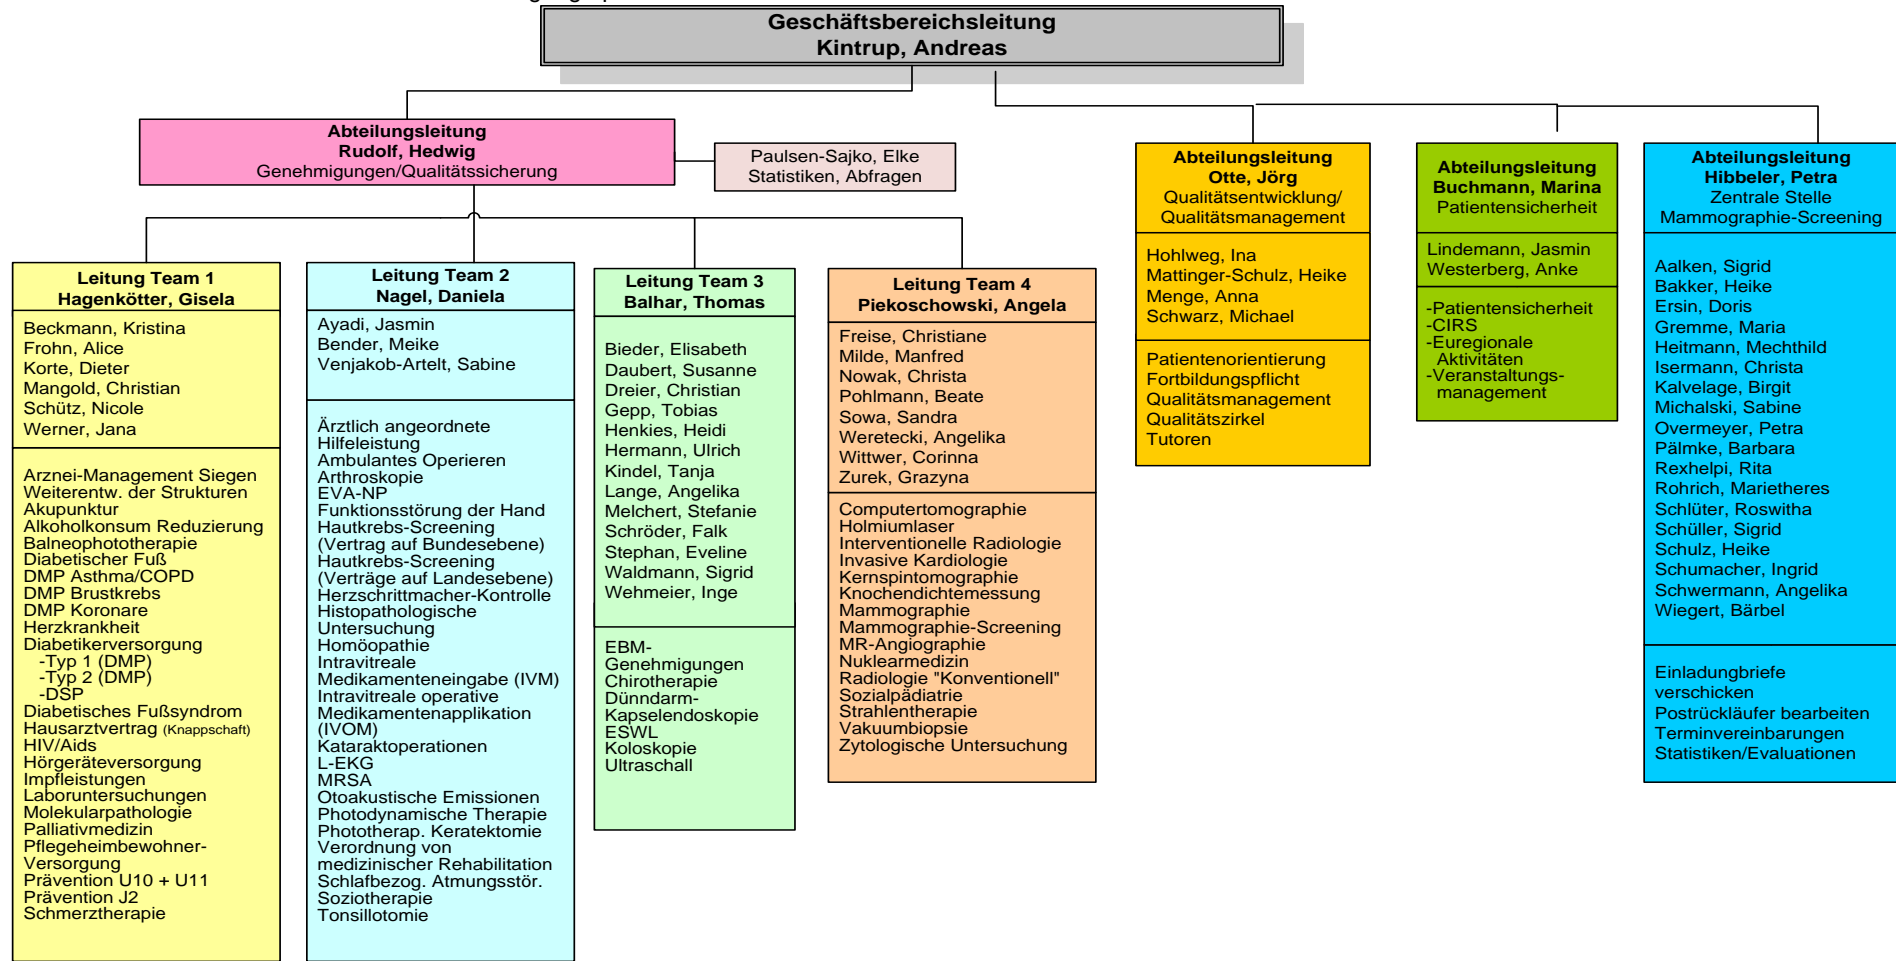 Geschäftsbereichsleitung
Kintrup, Andreas
Abteilungsleitung
Rudolf, Hedwig
Genehmigungen/Qualitätssicherung
Paulsen-Sajko, Elke
Statistiken, Abfragen
Abteilungsleitung
Otte, Jörg
Qualitätsentwicklung/
Qualitätsmanagement
Hohlweg, Ina
Mattinger-Schulz, Heike
Menge, Anna
Schwarz, Michael
Patientenorientierung
Fortbildungspflicht
Qualitätsmanagement
Qualitätszirkel
Tutoren
Abteilungsleitung
Buchmann, Marina
Patientensicherheit
Lindemann, Jasmin
Westerberg, Anke
-Patientensicherheit
-CIRS
-Euregionale
Aktivitäten
-Veranstaltungs-
management
Abteilungsleitung
Hibbeler, Petra
Zentrale Stelle
Mammographie-Screening
Aalken, Sigrid
Bakker, Heike
Ersin, Doris
Gremme, Maria
Heitmann, Mechthild
Isermann, Christa
Kalvelage, Birgit
Michalski, Sabine
Overmeyer, Petra
Pälmke, Barbara
Rexhelpi, Rita
Rohrich, Marietheres
Schlüter, Roswitha
Schüller, Sigrid
Schulz, Heike
Schumacher, Ingrid
Schwermann, Angelika
Wiegert, Bärbel
Einladungbriefe
verschicken
Postrückläufer bearbeiten
Terminvereinbarungen
Statistiken/Evaluationen
Leitung Team 1
Hagenkötter, Gisela
Beckmann, Kristina
Frohn, Alice
Korte, Dieter
Mangold, Christian
Schütz, Nicole
Werner, Jana
Arznei-Management Siegen
Weiterentw. der Strukturen
Akupunktur
Alkoholkonsum Reduzierung
Balneophototherapie
Diabetischer Fuß
DMP Asthma/COPD
DMP Brustkrebs
DMP Koronare
Herzkrankheit
Diabetikerversorgung
-Typ 1 (DMP)
-Typ 2 (DMP)
-DSP
Diabetisches Fußsyndrom
Hausarztvertrag (Knappschaft)
HIV/Aids
Hörgeräteversorgung
Impfleistungen
Laboruntersuchungen
Molekularpathologie
Palliativmedizin
Pflegeheimbewohner-
Versorgung
Prävention U10 + U11
Prävention J2
Schmerztherapie
Leitung Team 2
Nagel, Daniela
Ayadi, Jasmin
Bender, Meike
Venjakob-Artelt, Sabine
Ärztlich angeordnete
Hilfeleistung
Ambulantes Operieren
Arthroskopie
EVA-NP
Funktionsstörung der Hand
Hautkrebs-Screening
(Vertrag auf Bundesebene)
Hautkrebs-Screening
(Verträge auf Landesebene)
Herzschrittmacher-Kontrolle
Histopathologische
Untersuchung
Homöopathie
Intravitreale
Medikamenteneingabe (IVM)
Intravitreale operative
Medikamentenapplikation
(IVOM)
Kataraktoperationen
L-EKG
MRSA
Otoakustische Emissionen
Photodynamische Therapie
Phototherap. Keratektomie
Verordnung von
medizinischer Rehabilitation
Schlafbezog. Atmungsstör.
Soziotherapie
Tonsillotomie
Leitung Team 3
Balhar, Thomas
Bieder, Elisabeth
Daubert, Susanne
Dreier, Christian
Gepp, Tobias
Henkies, Heidi
Hermann, Ulrich
Kindel, Tanja
Lange, Angelika
Melchert, Stefanie
Schröder, Falk
Stephan, Eveline
Waldmann, Sigrid
Wehmeier, Inge
EBM-
Genehmigungen
Chirotherapie
Dünndarm-
Kapselendoskopie
ESWL
Koloskopie
Ultraschall
Leitung Team 4
Piekoschowski, Angela
Freise, Christiane
Milde, Manfred
Nowak, Christa
Pohlmann, Beate
Sowa, Sandra
Weretecki, Angelika
Wittwer, Corinna
Zurek, Grazyna
Computertomographie
Holmiumlaser
Interventionelle Radiologie
Invasive Kardiologie
Kernspintomographie
Knochendichtemessung
Mammographie
Mammographie-Screening
MR-Angiographie
Nuklearmedizin
Radiologie "Konventionell"
Sozialpädiatrie
Strahlentherapie
Vakuumbiopsie
Zytologische Untersuchung